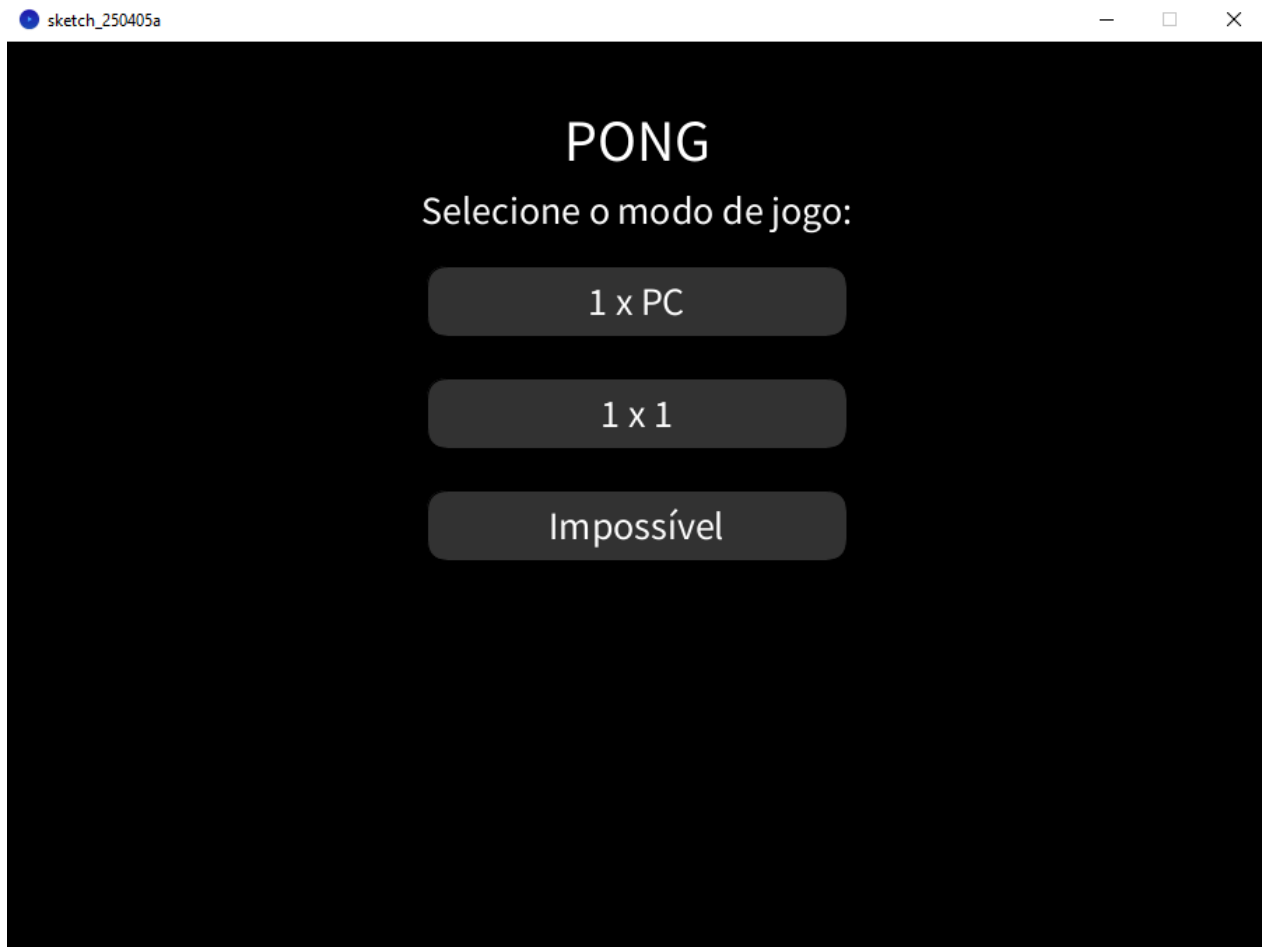 sketch_250405a
PONG
Selecione o modo de jogo:
1 x PC
1 x 1
Impossível